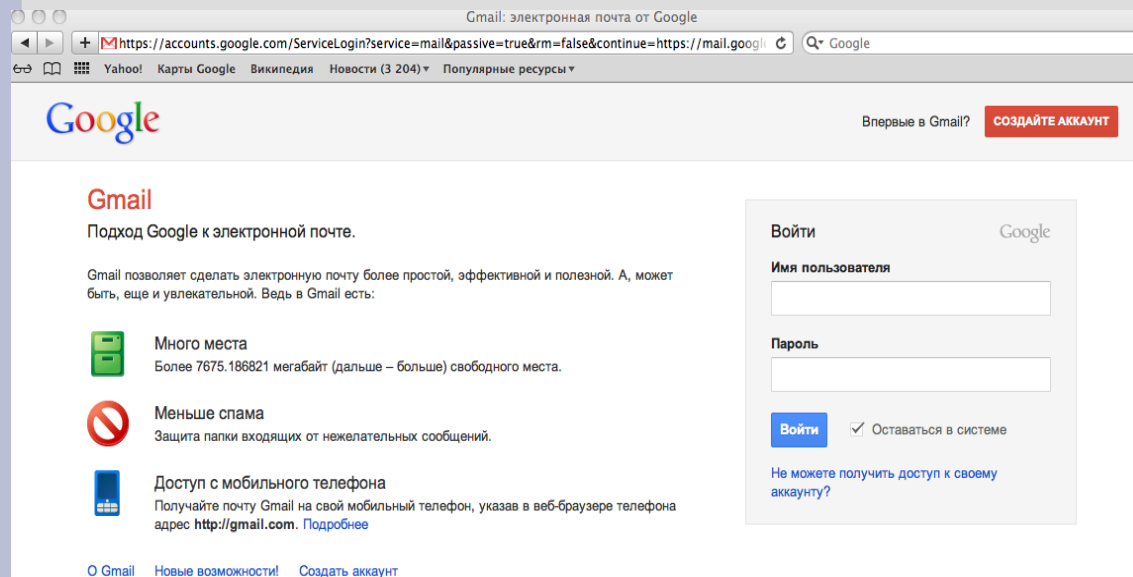 Gmail: электронная почта от Google
https://accounts.google.com/ServiceLogin?service=mail&passive=true&rm=false&continue=https://mail.googl
Google
Yahoo! Карты Google Википедия Новости (3 204) Популярные ресурсы
Google
Впервые в Gmail? СОЗДАЙТЕ АККАУНТ
Gmail
Подход Google к электронной почте.
Gmail позволяет сделать электронную почту более простой, эффективной и полезной. А, может
быть, еще и увлекательной. Ведь в Gmail есть:
Много места
Более 7675.186821 мегабайт (дальше – больше) свободного места.
Меньше спама
Защита папки входящих от нежелательных сообщений.
Доступ с мобильного телефона
Получайте почту Gmail на свой мобильный телефон, указав в веб-браузере телефона
адрес http://gmail.com. Подробнее
О Gmail Новые возможности! Создать аккаунт
Войти Google
Имя пользователя
Пароль
Войти Оставаться в системе
Не можете получить доступ к своему
аккаунту?